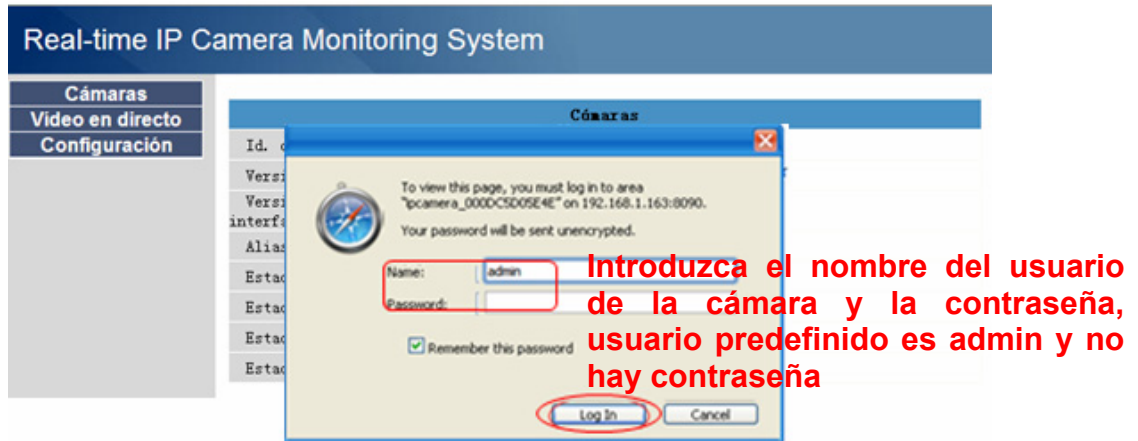 Real-time IP Camera Monitoring System
Cámaras
Video en directo
Configuración
Cámaras
Id.
Versi
Versi
interfa
Alias
Estad
Estad
Estad
Estad
To view this page, you must log in to area
"ipcamera_000DC5D05E4E" on 192.168.1.163:8090.
Your password will be sent unencrypted.
Name:
admin
Password:
Remember this password
Log In
Cancel
Introduzca el nombre del usuario
de la cámara y la contraseña,
usuario predefinido es admin y no
hay contraseña